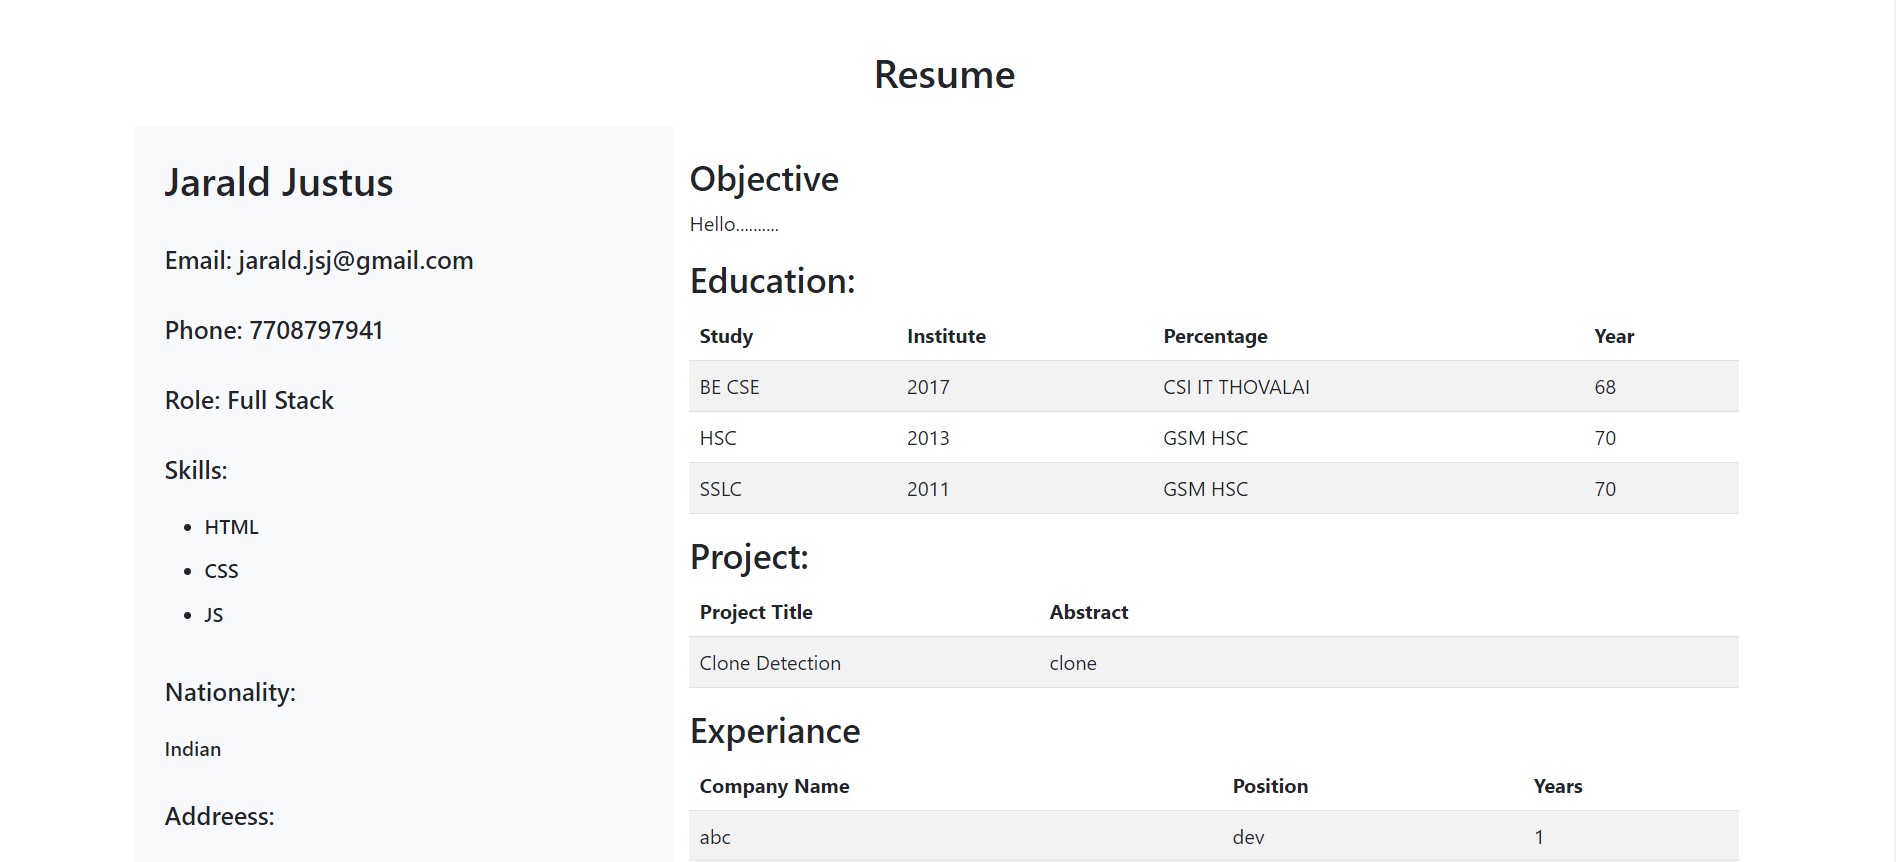 Resume
Jarald Justus
Email: jarald.jsj@gmail.com
Phone: 7708797941
Role: Full Stack
Skills:
HTML
CSS
JS
Nationality:
Indian
Addreess:
Objective
Hello..........
Education:
Study Institute Percentage Year
BE CSE 2017 CSI IT THOVALAI 68
HSC 2013 GSM HSC 70
SSLC 2011 GSM HSC 70
Project:
Project Title Abstract
Clone Detection clone
Experiance
Company Name Position Years
abc dev 1